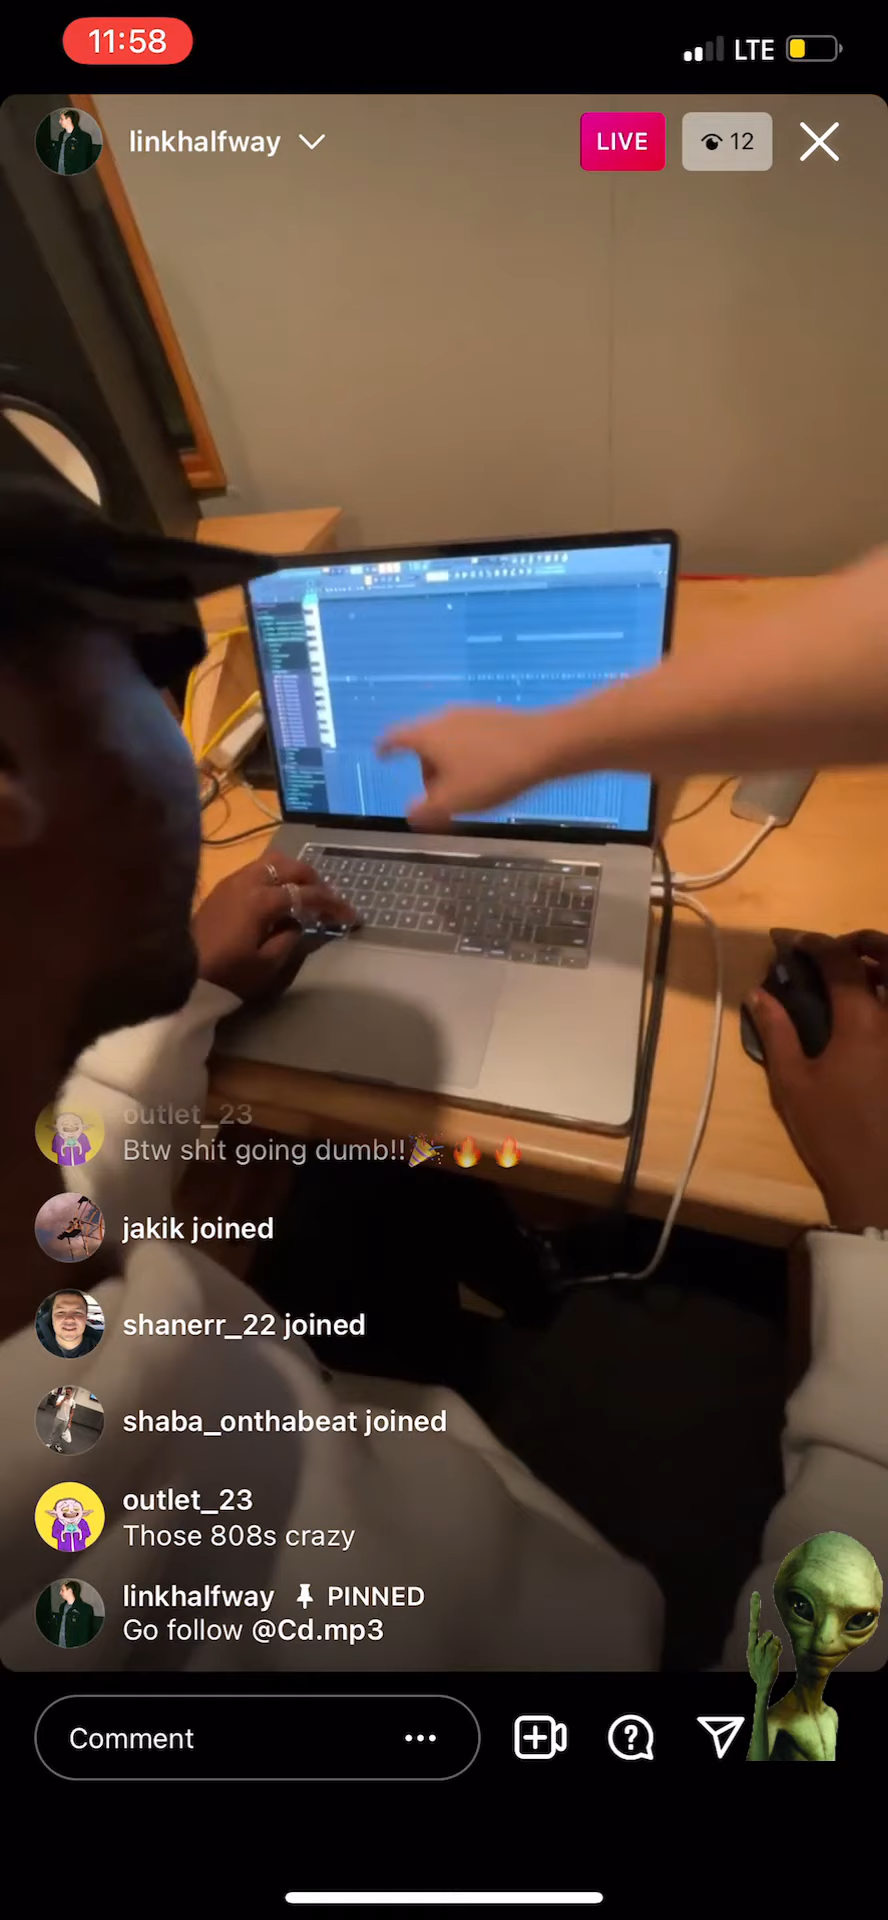 11:58
LTE
linkhalfway
LIVE
12
outlet_23
Btw shit going dumb!!🎉🔥🔥
jakik joined
shanerr_22 joined
shaba_onthabeat joined
outlet_23
Those 808s crazy
linkhalfway PINNED
Go follow @Cd.mp3
Comment